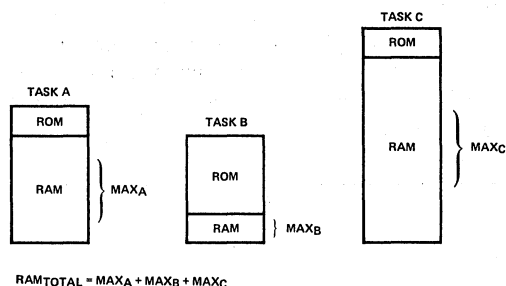 TASK C
ROM
TASK A
ROM
TASK B
RAM
MAXA
ROM
RAM
MAXB
RAM
MAXC
RAMTOTAL = MAXA + MAXB + MAXC